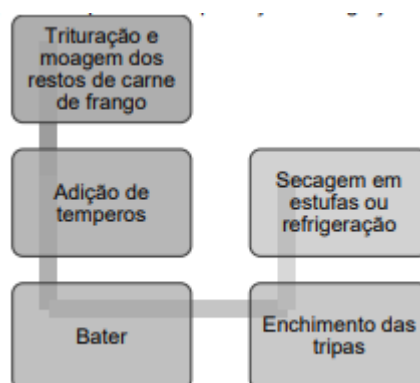 Trituração e
moagem dos
restos de carne
de frango
Adição de
temperos
Bater
Enchimento das
tripas
Secagem em
estufas ou
refrigeração